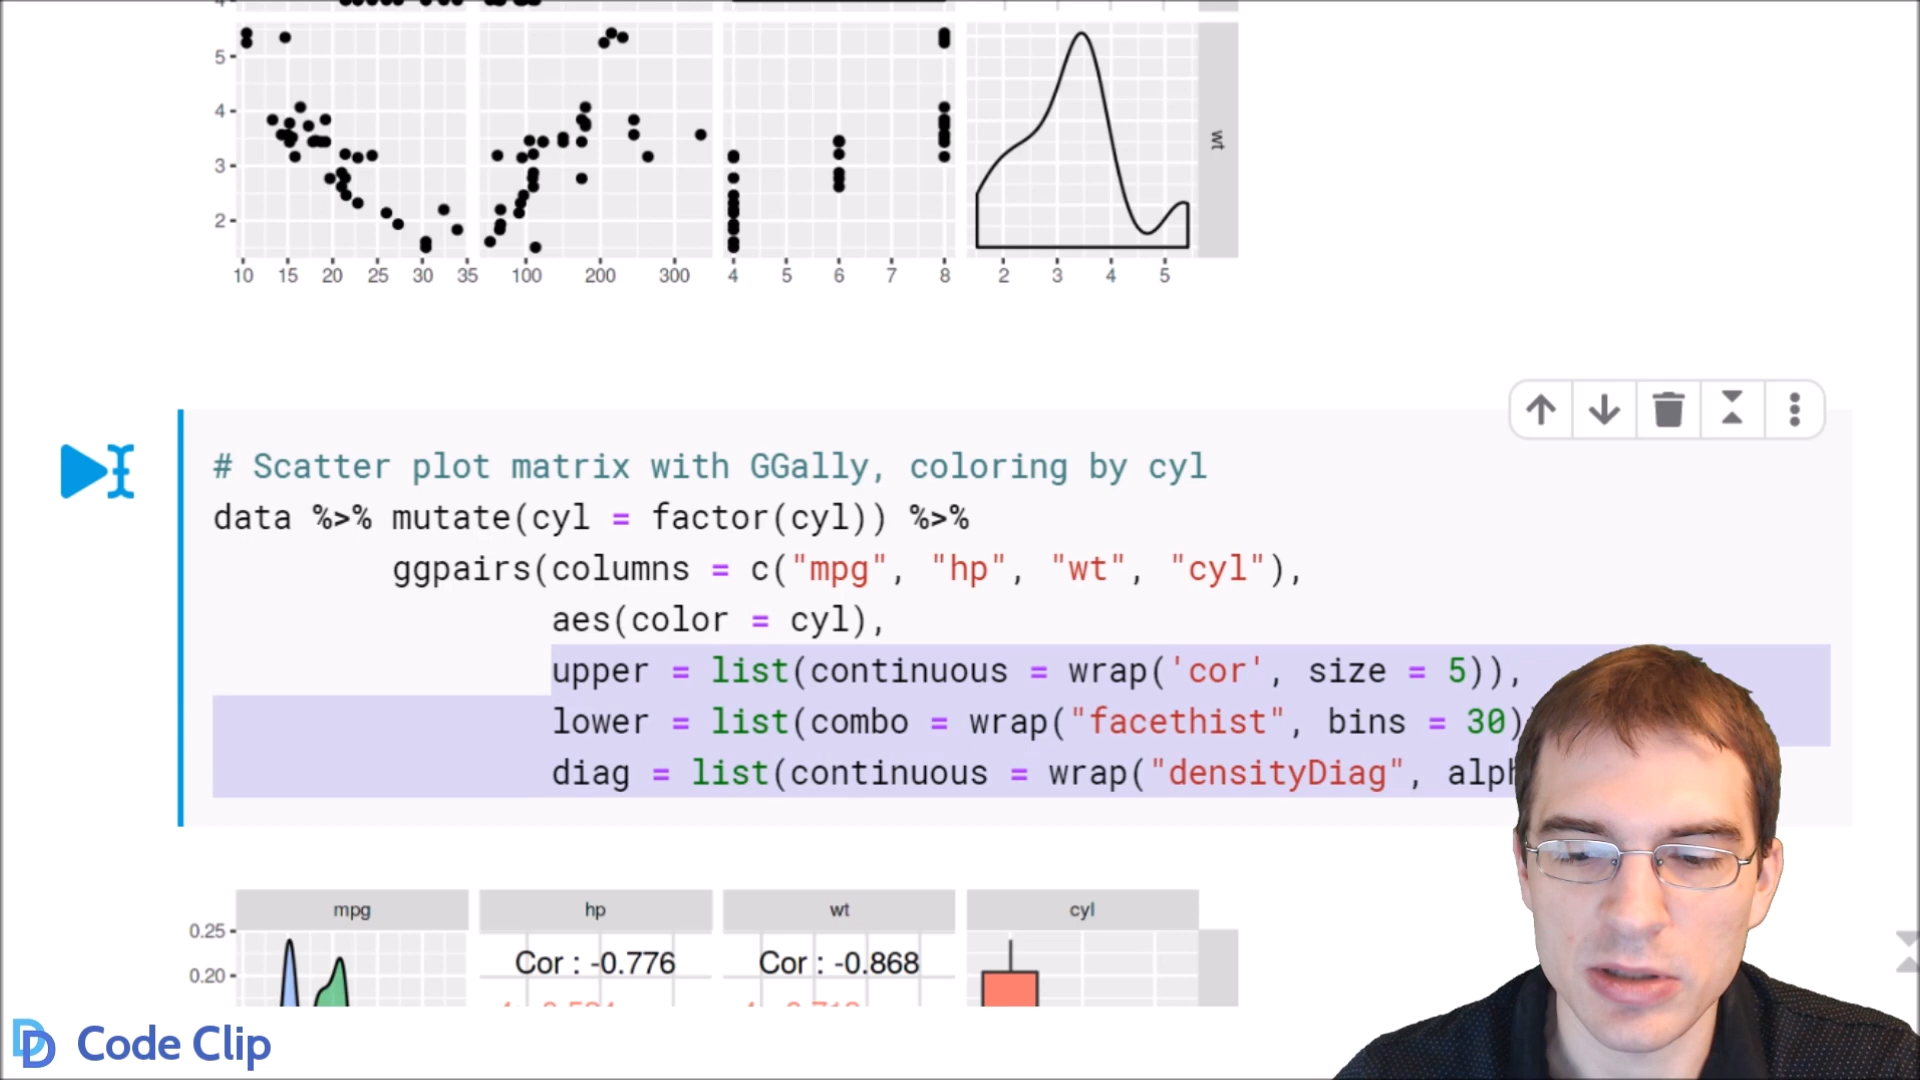 5
4
3
2
wt
10 15 20 25 30 35 100 200 300 4 5 6 7 8 2 3 4 5
# Scatter plot matrix with GGally, coloring by cyl
data %>% mutate(cyl = factor(cyl)) %>%
ggpairs(columns = c("mpg", "hp", "wt", "cyl"),
aes(color = cyl),
upper = list(continuous = wrap('cor', size = 5)),
lower = list(combo = wrap("facethist", bins = 30)
diag = list(continuous = wrap("densityDiag", alph
mpg hp wt cyl
0.25
Cor : -0.776 Cor : -0.868
0.20
Code Clip